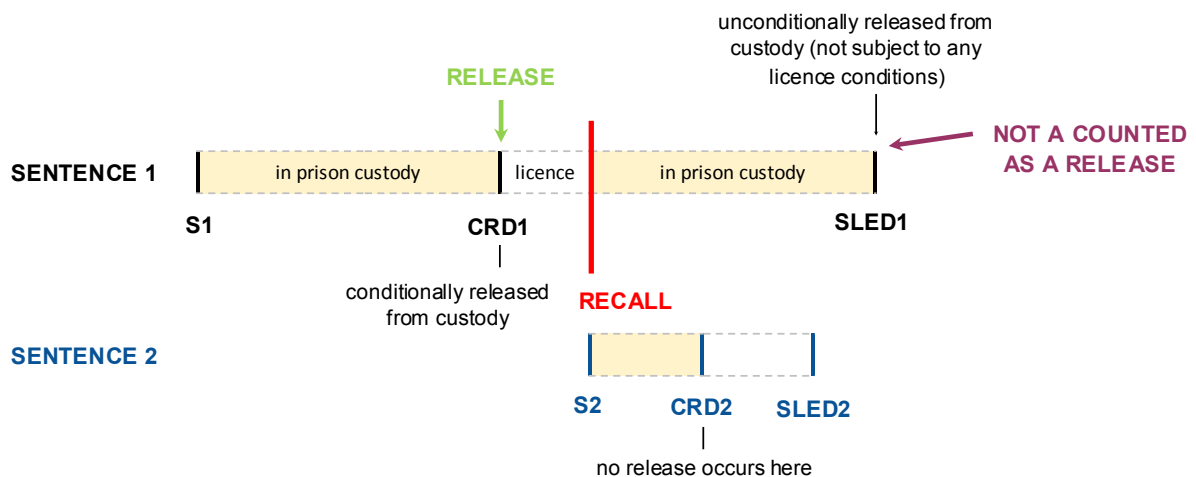 unconditionally released from
custody (not subject to any
licence conditions)
RELEASE
NOT A COUNTED
AS A RELEASE
SENTENCE 1
in prison custody
licence
in prison custody
S1
CRD1
SLED1
conditionally released
from custody
RECALL
SENTENCE 2
S2
CRD2
SLED2
no release occurs here